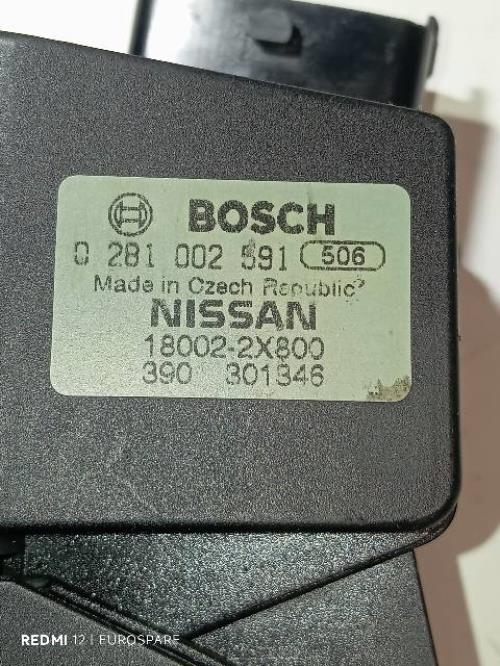 BOSCH
0 281 002 591 506
Made in Czech Republic
NISSAN
18002-2X800
390 301346
REDMI 12 | EUROSPARE